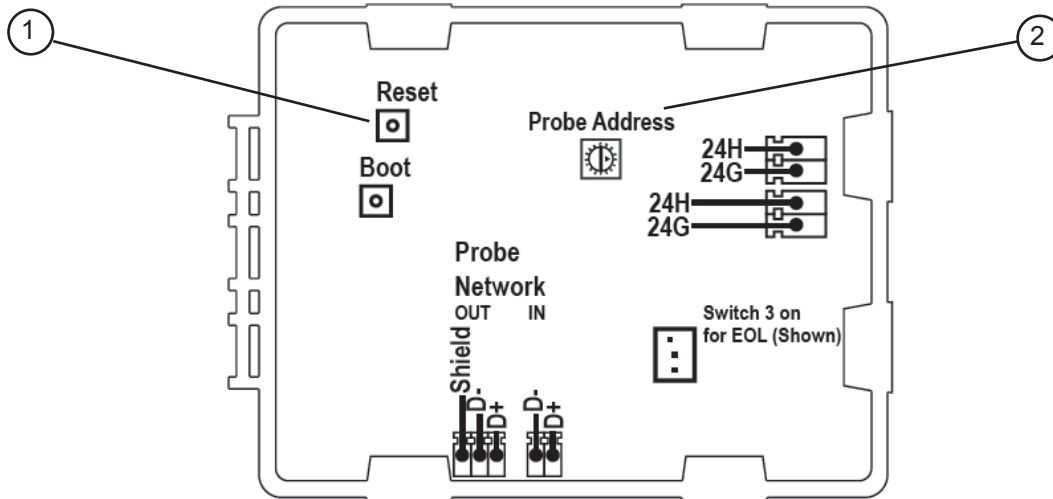 1
2
Reset
Probe Address
24H
24G
Boot
24H
24G
Probe
Network
OUT IN
Switch 3 on
for EOL (Shown)
Shield
D-
D+
D-
D+